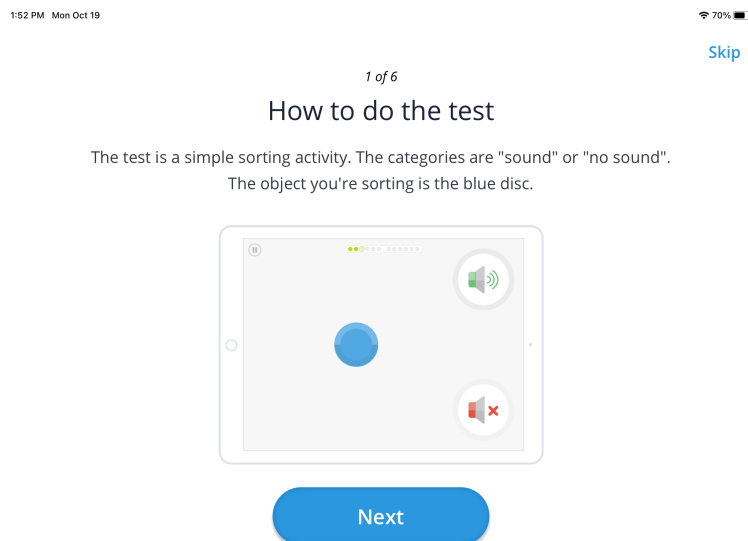 1:52 PM Mon Oct 19
70%
Skip
1 of 6
How to do the test
The test is a simple sorting activity. The categories are "sound" or "no sound".
The object you're sorting is the blue disc.
Next